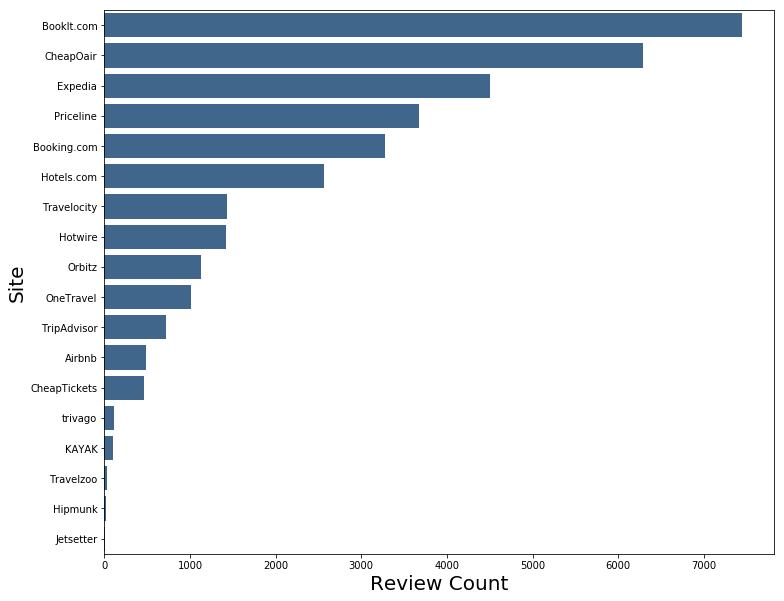 BookIt.com
CheapOair
Expedia
Priceline
Booking.com
Hotels.com
Travelocity
Hotwire
Orbitz
OneTravel
TripAdvisor
Airbnb
CheapTickets
trivago
KAYAK
Travelzoo
Hipmunk
Jetsetter
Site
0 1000 2000 3000 4000 5000 6000 7000
Review Count